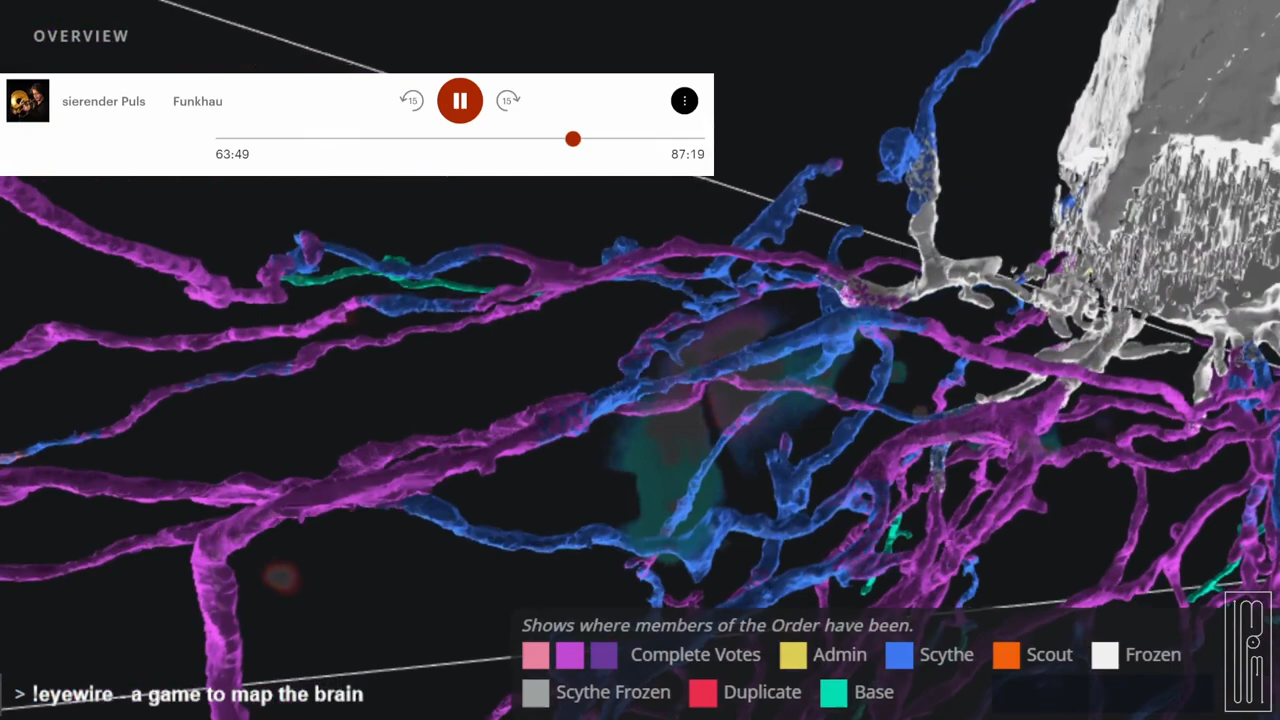 OVERVIEW
sierender Puls Funkhau
15 15
63:49 87:19
Shows where members of the Order have been.
Complete Votes Admin Scythe Scout Frozen
Scythe Frozen Duplicate Base
> !eyewire - a game to map the brain